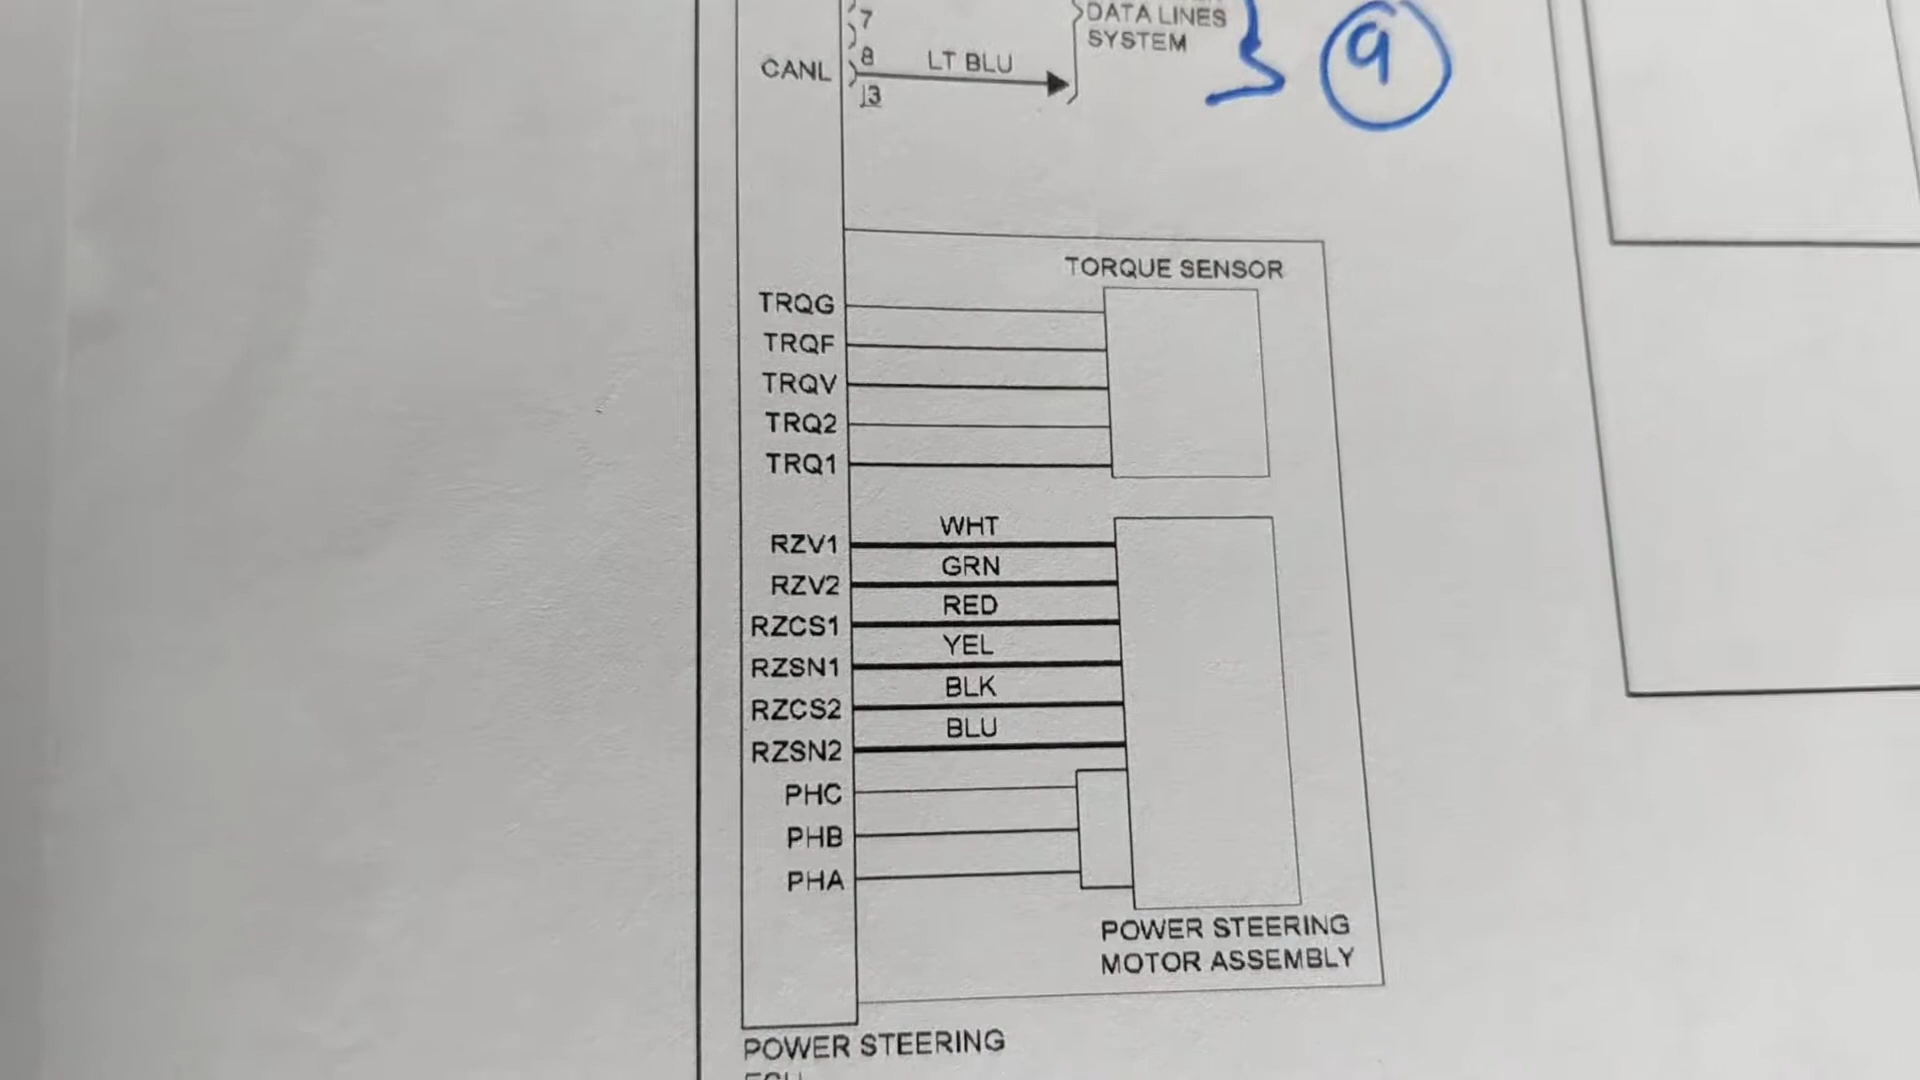 7
DATA LINES
SYSTEM
9
CANL
8
LT BLU
13
TORQUE SENSOR
TRQG
TRQF
TRQV
TRQ2
TRQ1
WHT
RZV1
GRN
RZV2
RED
RZCS1
YEL
RZSN1
BLK
RZCS2
BLU
RZSN2
PHC
PHB
PHA
POWER STEERING
MOTOR ASSEMBLY
POWER STEERING